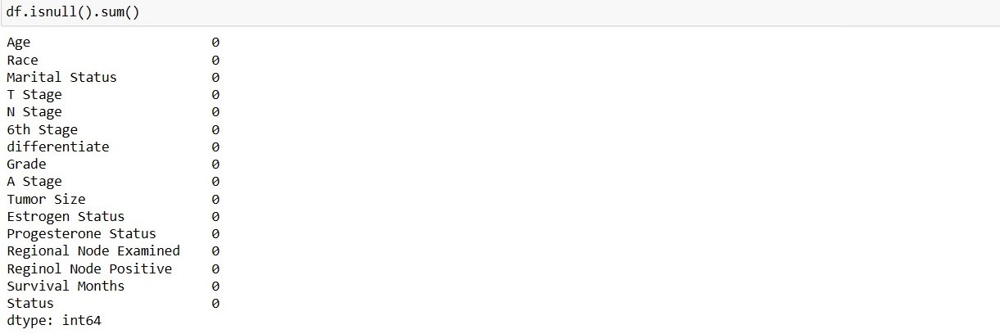 df.isnull().sum()
Age 0
Race 0
Marital Status 0
T Stage 0
N Stage 0
6th Stage 0
differentiate 0
Grade 0
A Stage 0
Tumor Size 0
Estrogen Status 0
Progesterone Status 0
Regional Node Examined 0
Reginol Node Positive 0
Survival Months 0
Status 0
dtype: int64